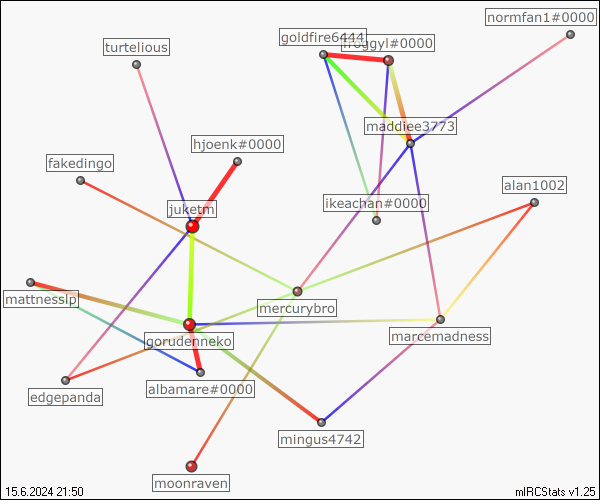 normfan1#0000
goldfire6444
froggyl#0000
turtelious
maddiee3773
hjoenk#0000
fakedingo
alan1002
ikeachan#0000
juketm
mattnesslp
mercurybro
marcemadness
gorudenneko
albamare#0000
edgepanda
mingus4742
moonraven
15.6.2024 21:50
mIRCStats v1.25